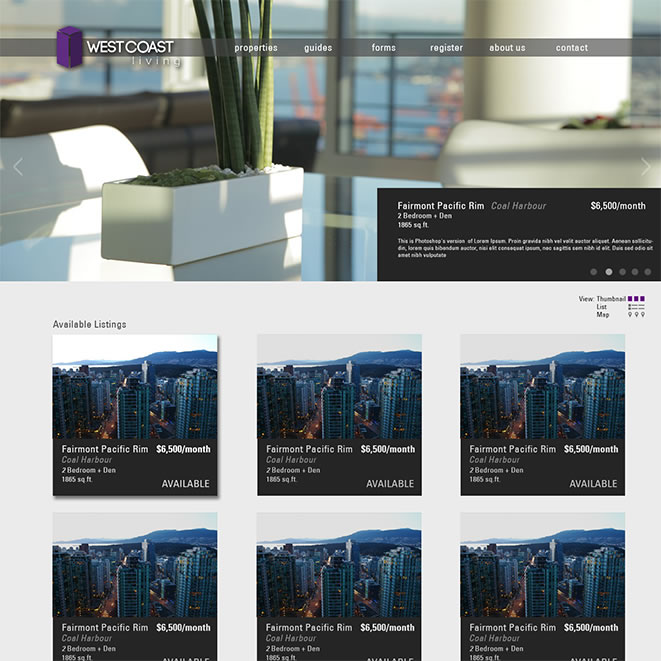 WEST COAST
living
properties guides forms register about us contact
Fairmont Pacific Rim Coal Harbour $6,500/month
2 Bedroom + Den
1865 sq.ft.
This is Photoshop's version of Lorem Ipsum. Proin gravida nibh vel velit auctor aliquet. Aenean sollicitu-
din, lorem quis bibendum auctor, nisi elit consequat ipsum, nec sagittis sem nibh id elit. Duis sed odio sit
amet nibh vulputate
View: Thumbnail
List
Map
Available Listings
Fairmont Pacific Rim $6,500/month
Coal Harbour
2 Bedroom + Den
1865 sq.ft.
AVAILABLE
Fairmont Pacific Rim $6,500/month
Coal Harbour
2 Bedroom + Den
1865 sq.ft.
AVAILABLE
Fairmont Pacific Rim $6,500/month
Coal Harbour
2 Bedroom + Den
1865 sq.ft.
AVAILABLE
Fairmont Pacific Rim $6,500/month
Coal Harbour
2 Bedroom + Den
1865 sq.ft.
AVAILABLE
Fairmont Pacific Rim $6,500/month
Coal Harbour
2 Bedroom + Den
1865 sq.ft.
AVAILABLE
Fairmont Pacific Rim $6,500/month
Coal Harbour
2 Bedroom + Den
1865 sq.ft.
AVAILABLE